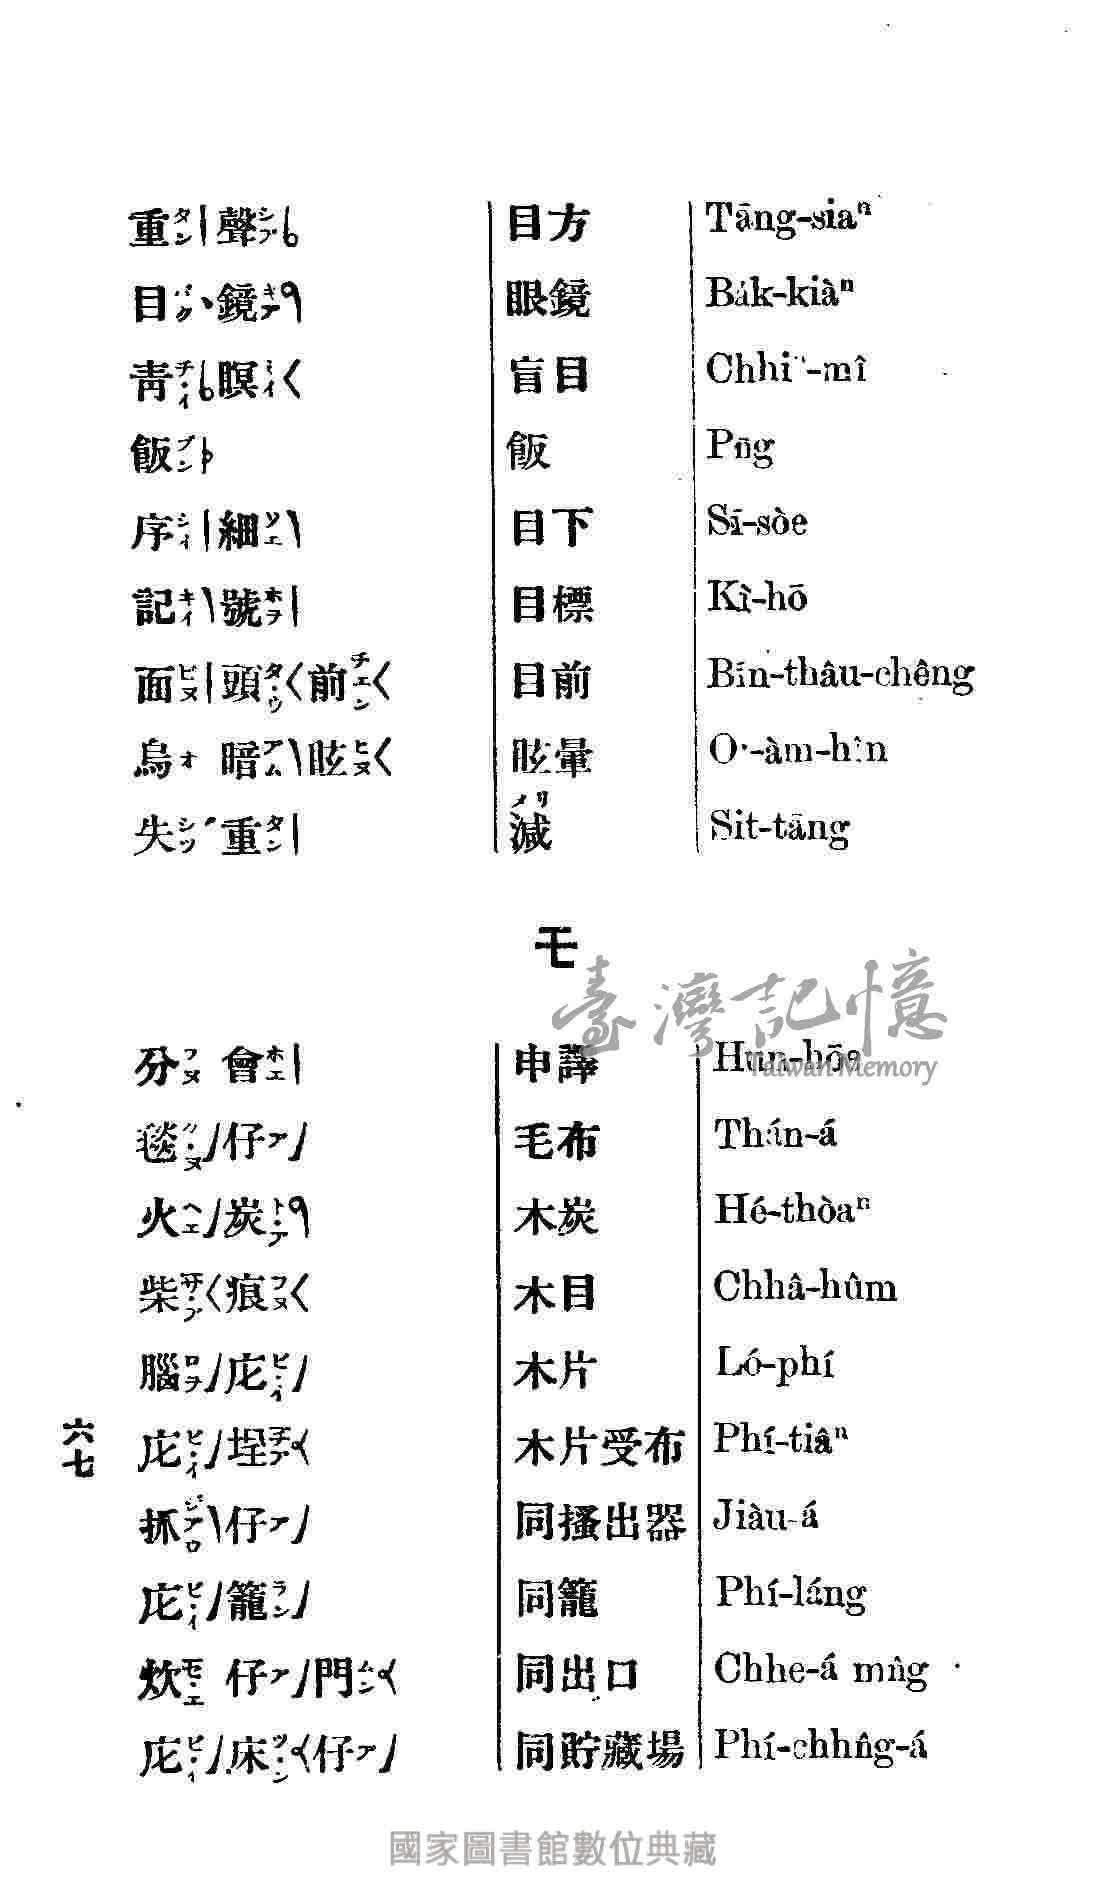 重タン 聲シア 目方 Tāng-siaⁿ
目バク 鏡キア 眼鏡 Ba̍k-kiàⁿ
靑チイ 瞑ミイ 盲目 Chhiⁿ-mî
飯プン 飯 Pn̄g
序シイ 細ソエ 目下 Sī-sòe
記キイ 號ホヲ 目標 Kì-hō
面ビヌ 頭タウ 前チエン 目前 Bīn-thâu-chêng
烏オ 暗アム 眩ヒヌ 眩暈 O·-àm-hîn
失シツ 重タン 減メリ Sit-tāng
モ
分フヌ 會ホエ 申譯 Hun-hōe
毯タヌ 仔ア 毛布 Thán-á
火ヘエ 炭トア 木炭 Hé-thòaⁿ
柴サア 痕フヌ 木目 Chhâ-hûm
腦ロヲ 庀ピイ 木片 Ló-phí
庀ピイ 埕チア 木片受布 Phí-tiâⁿ
抓ジアウ 仔ア 同搔出器 Jiàu-á
庀ピイ 籠ラン 同籠 Phí-láng
炊セエ 仔ア 門ムン 同出口 Chhe-á mn̂g
庀ピイ 床ツン 仔ア 同貯藏場 Phí-chhn̂g-á
六七
臺灣記憶
Taiwan Memory
國家圖書館數位典藏